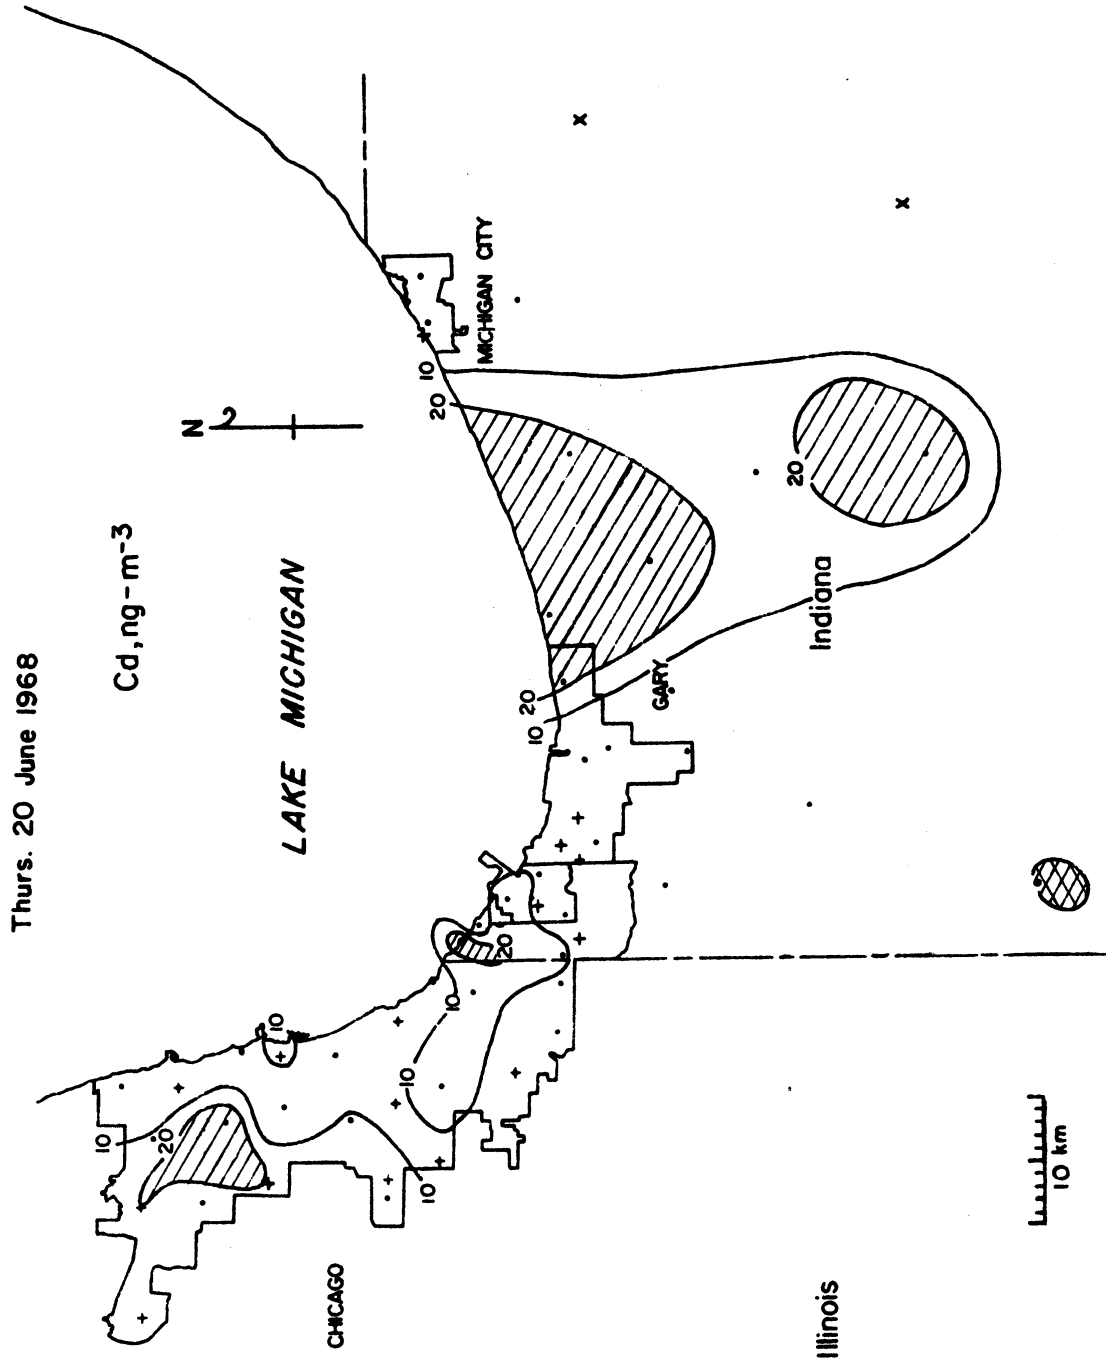 Thurs. 20 June 1968
Cd, ng-m⁻³
N
LAKE MICHIGAN
MICHIGAN CITY
10
20
20
10
GARY
20
Indiana
20
10
10
10
10
20
10
CHICAGO
Illinois
10 km
x
x